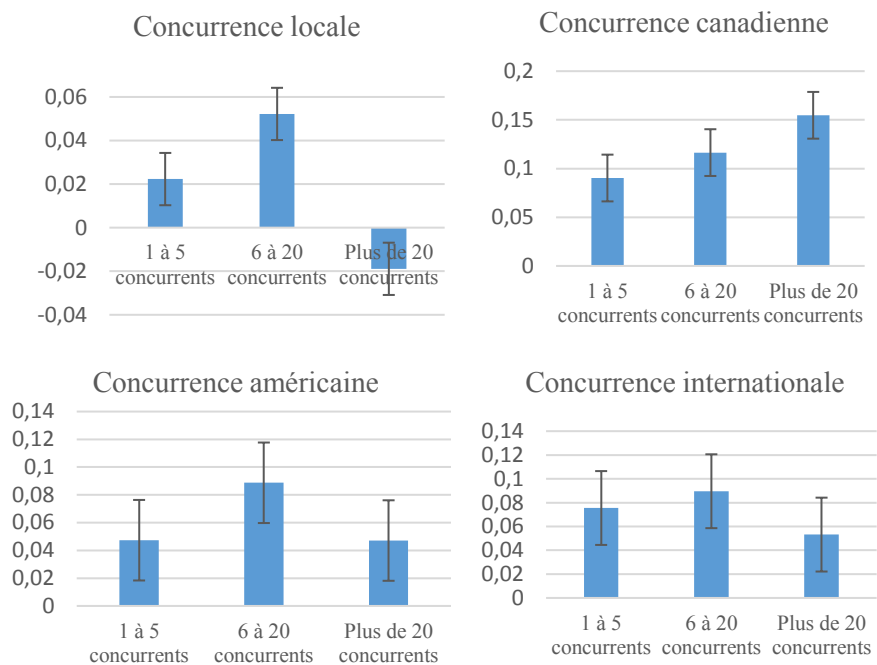 Concurrence locale
0,06
0,04
0,02
0
-0,02
-0,04
1 à 5 6 à 20 Plus de 20
concurrents concurrents concurrents
Concurrence canadienne
0,2
0,15
0,1
0,05
0
1 à 5 6 à 20 Plus de 20
concurrents concurrents concurrents
Concurrence américaine
0,14
0,12
0,1
0,08
0,06
0,04
0,02
0
1 à 5 6 à 20 Plus de 20
concurrents concurrents concurrents
Concurrence internationale
0,14
0,12
0,1
0,08
0,06
0,04
0,02
0
1 à 5 6 à 20 Plus de 20
concurrents concurrents concurrents